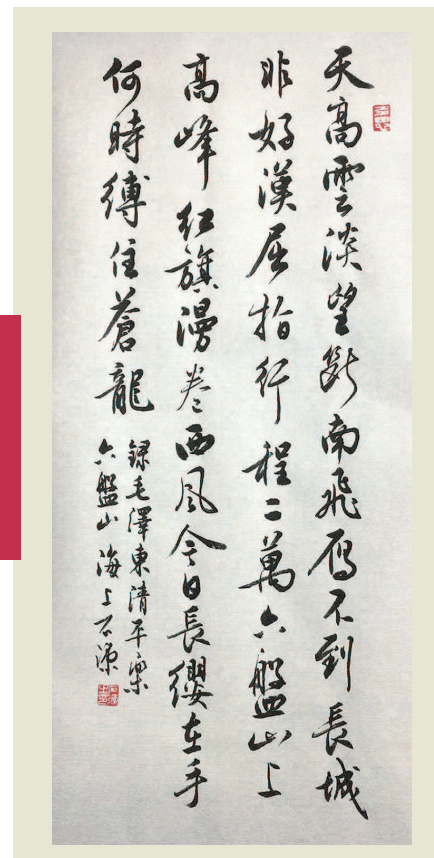 天高雲淡望斷南飛雁不到長城
非好漢屈指行程二萬六盤山上
高峰紅旗漫卷西風今日長纓在手
何時縛住蒼龍
錄毛澤東清平樂
六盤山 海上石源